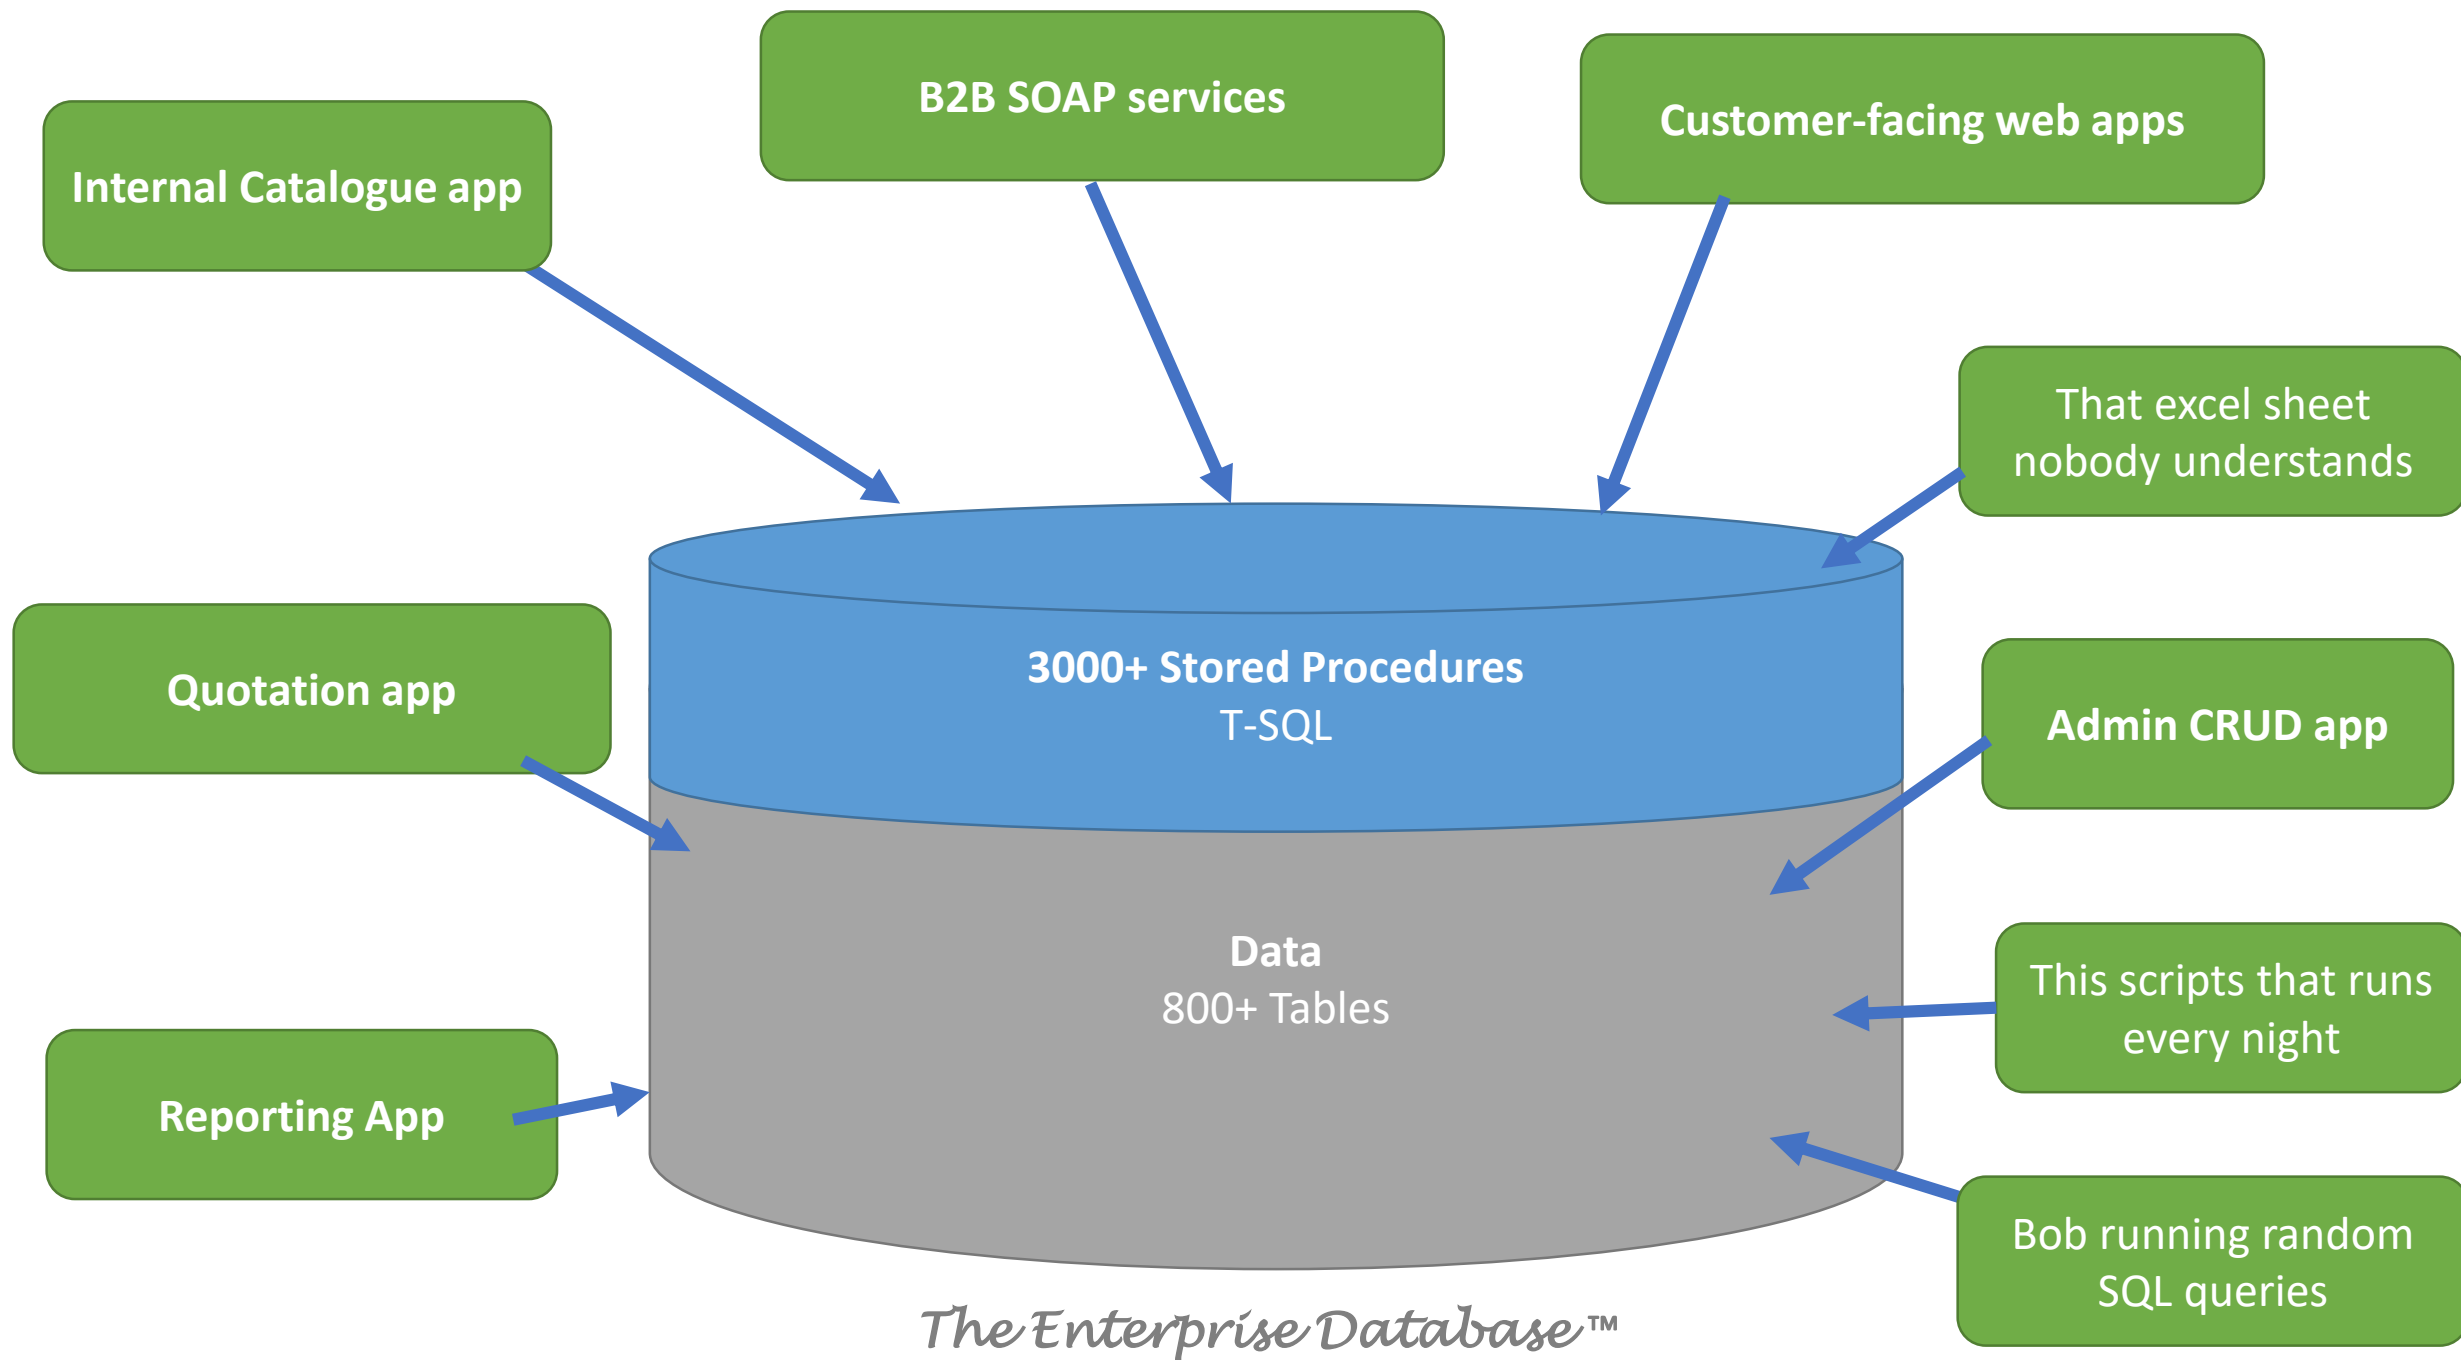 B2B SOAP services
Customer-facing web apps
Internal Catalogue app
That excel sheet
nobody understands
3000+ Stored Procedures
T-SQL
Quotation app
Admin CRUD app
Data
800+ Tables
This scripts that runs
every night
Reporting App
Bob running random
SQL queries
The Enterprise Database™